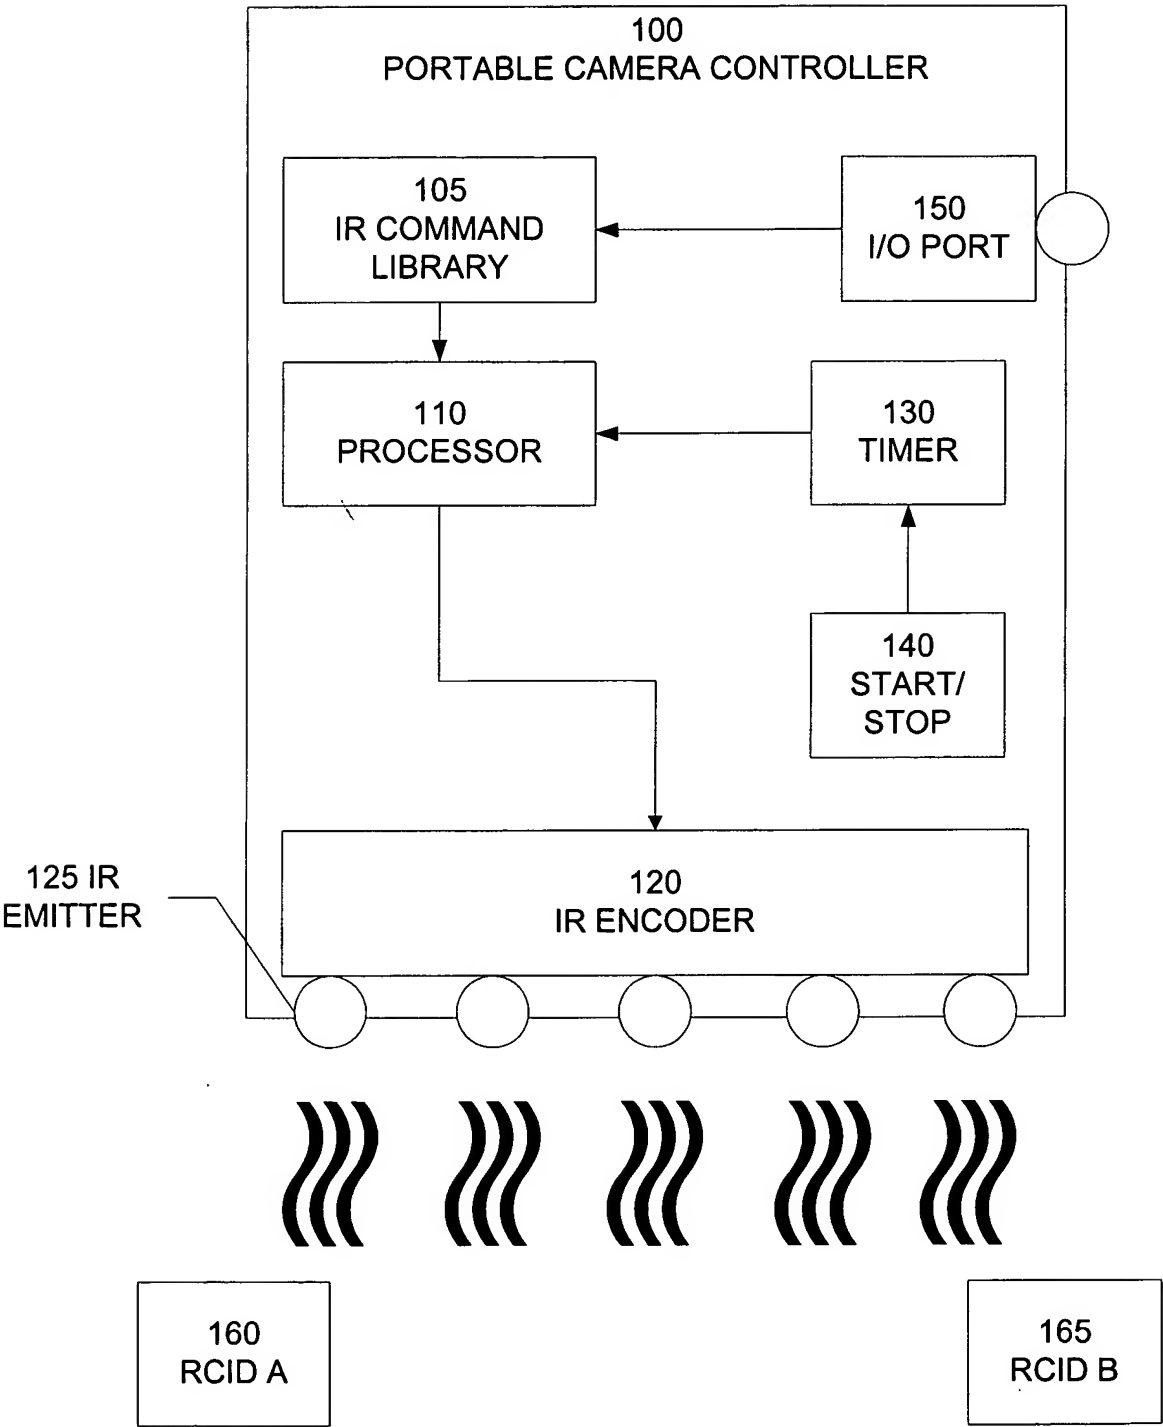 100
PORTABLE CAMERA CONTROLLER
105
IR COMMAND
LIBRARY
150
I/O PORT
110
PROCESSOR
130
TIMER
140
START/
STOP
125 IR
EMITTER
120
IR ENCODER
160
RCID A
165
RCID B